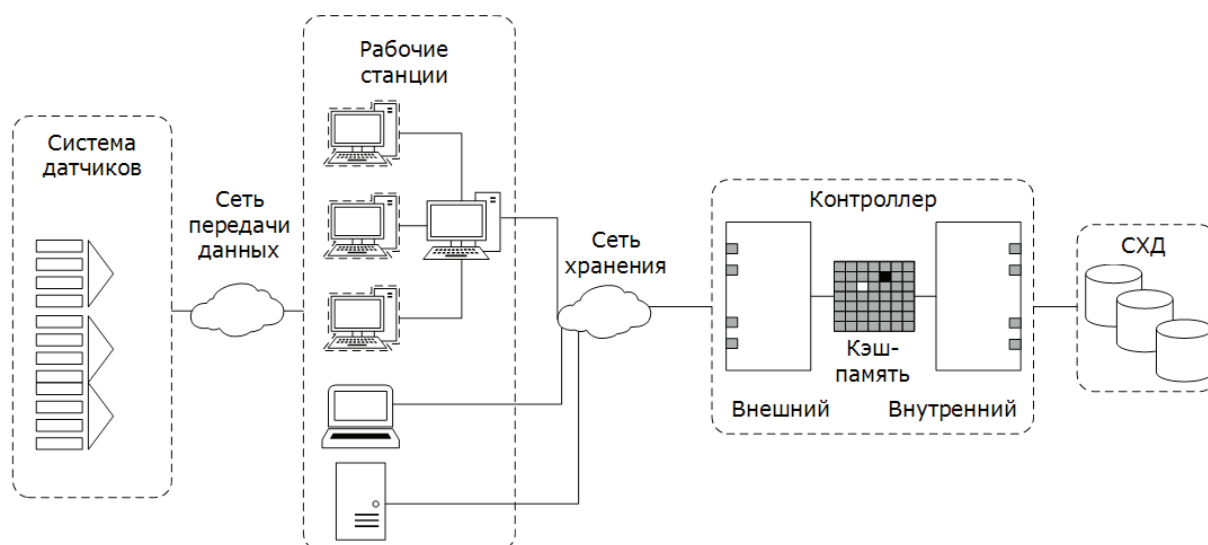 Система
датчиков
Сеть
передачи
данных
Рабочие
станции
Сеть
хранения
Контроллер
Кэш-
память
Внешний
Внутренний
СХД